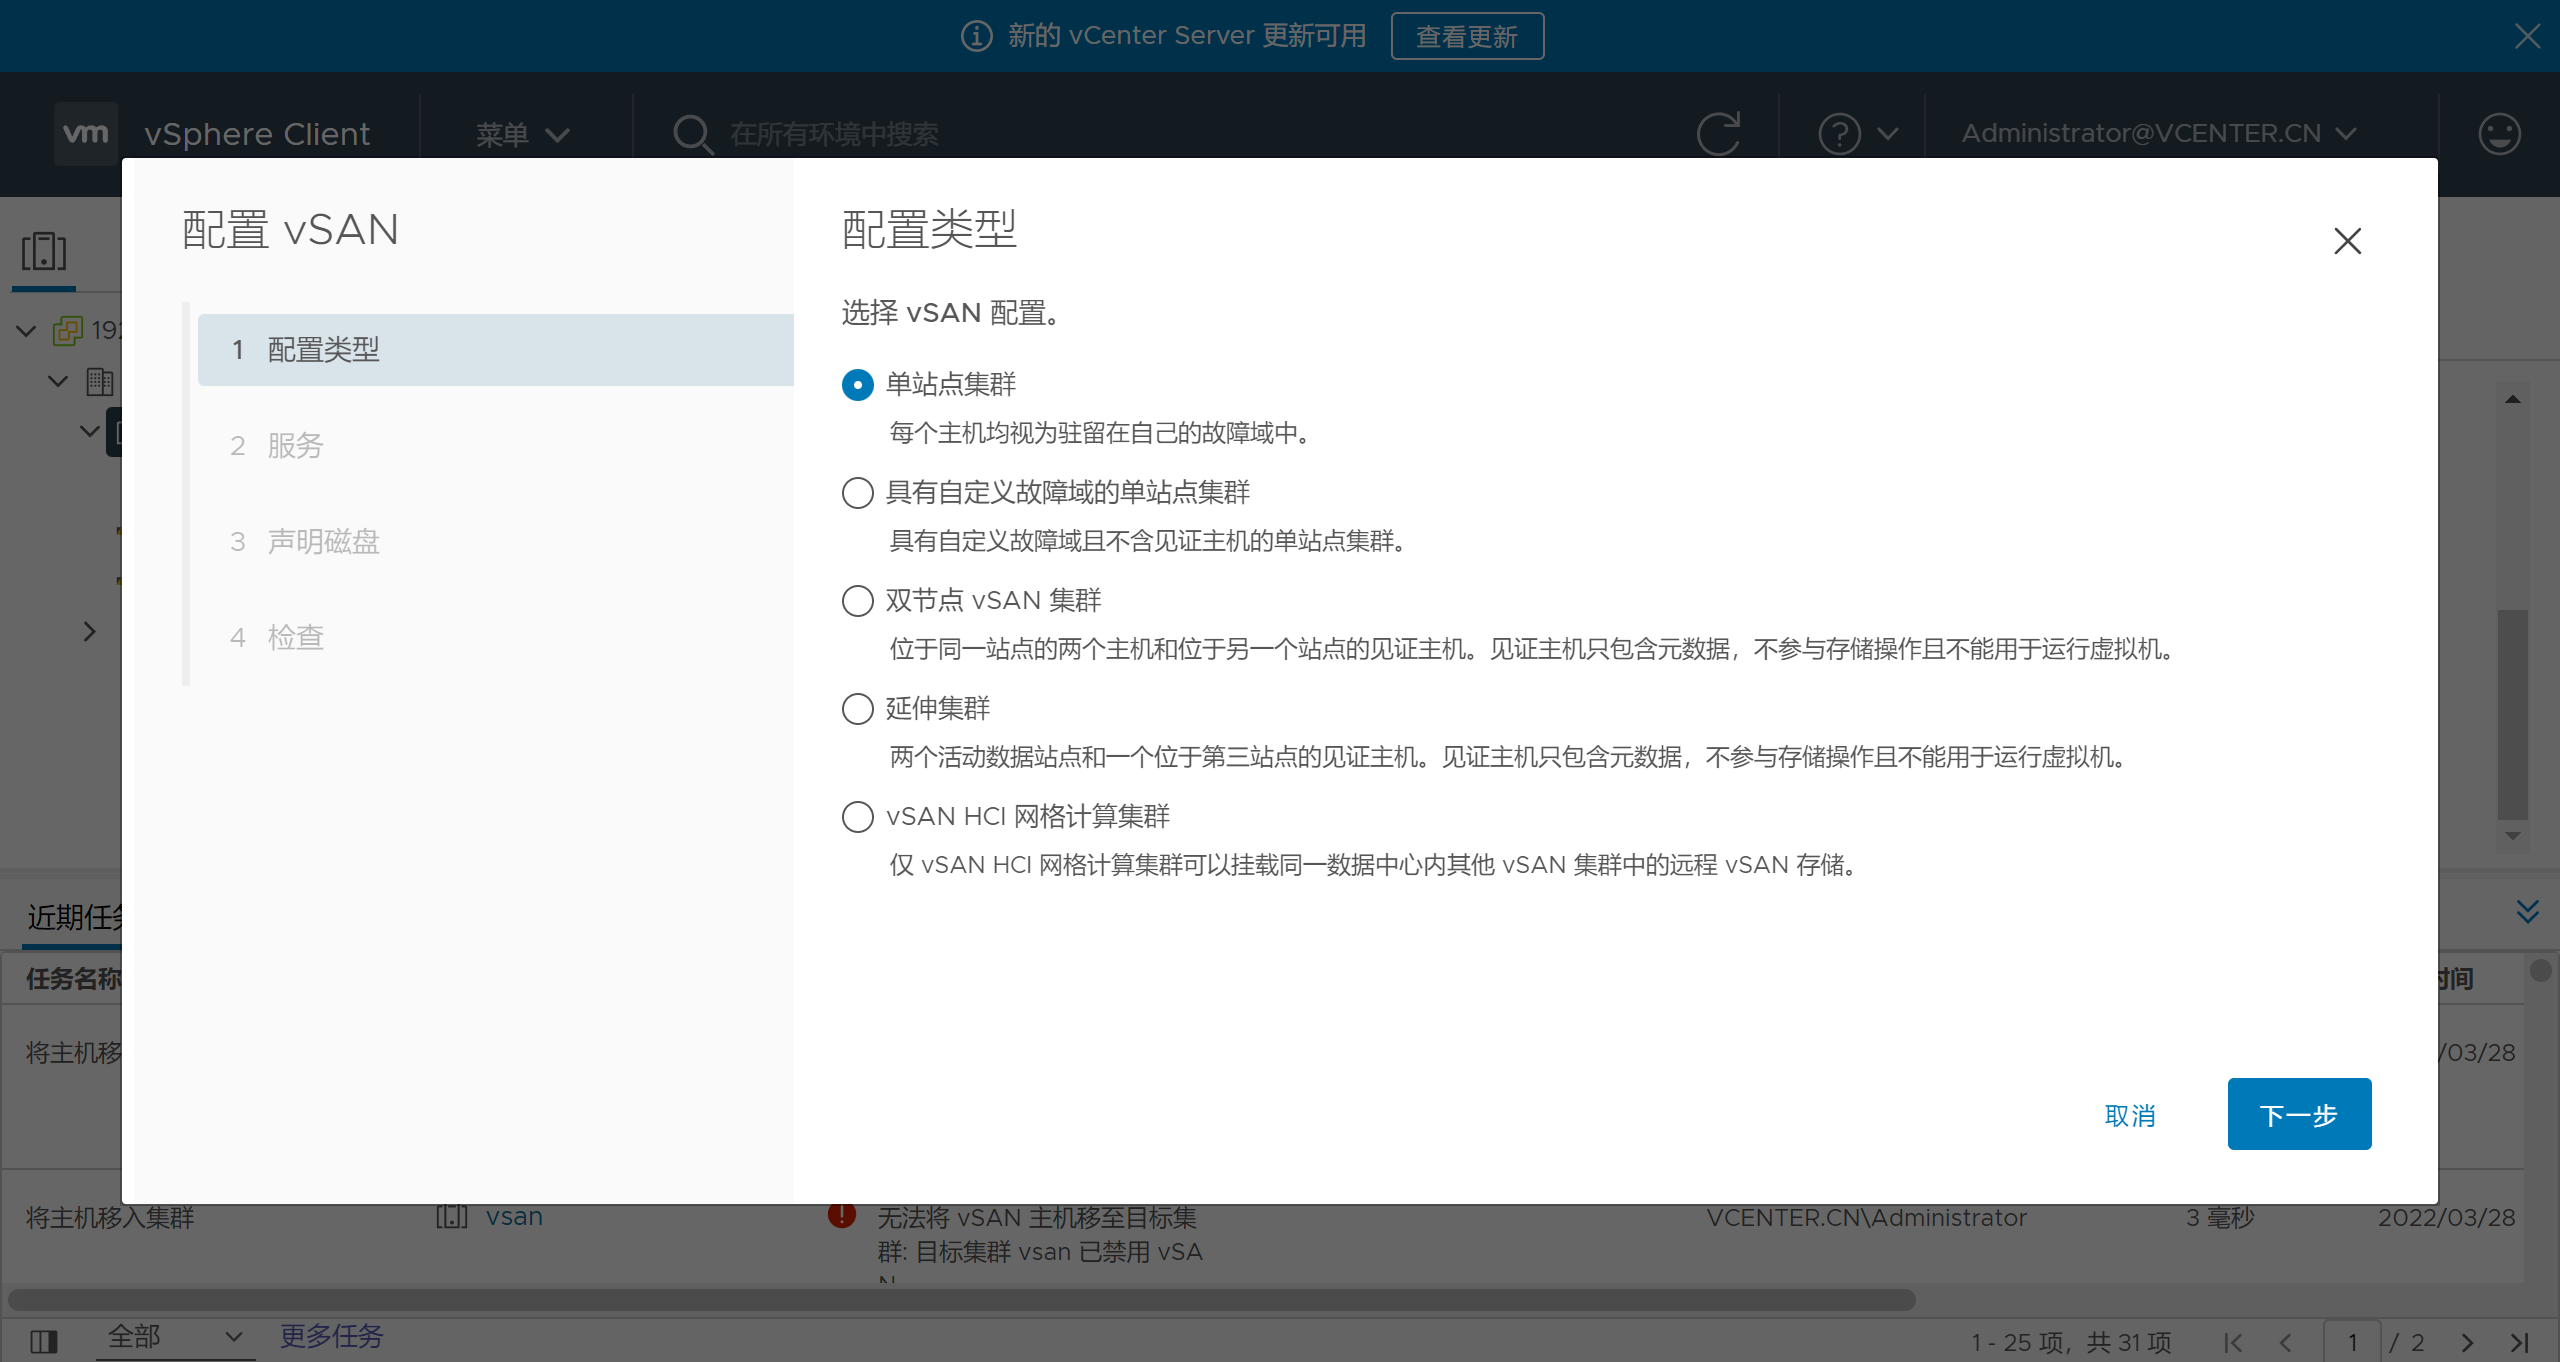 新的 vCenter Server 更新可用
查看更新
vm
vSphere Client
菜单
在所有环境中搜索
Administrator@VCENTER.CN
配置 vSAN
1 配置类型
2 服务
3 声明磁盘
4 检查
配置类型
选择 vSAN 配置。
单站点集群
每个主机均视为驻留在自己的故障域中。
具有自定义故障域的单站点集群
具有自定义故障域且不含见证主机的单站点集群。
双节点 vSAN 集群
位于同一站点的两个主机和位于另一个站点的见证主机。见证主机只包含元数据，不参与存储操作且不能用于运行虚拟机。
延伸集群
两个活动数据站点和一个位于第三站点的见证主机。见证主机只包含元数据，不参与存储操作且不能用于运行虚拟机。
vSAN HCI 网格计算集群
仅 vSAN HCI 网格计算集群可以挂载同一数据中心内其他 vSAN 集群中的远程 vSAN 存储。
取消
下一步
近期任务
任务名称
时间
将主机移
/03/28
将主机移入集群
vsan
无法将 vSAN 主机移至目标集
群: 目标集群 vsan 已禁用 vSA
VCENTER.CN\Administrator
3 毫秒
2022/03/28
全部
更多任务
1 - 25 项，共 31 项
1 / 2